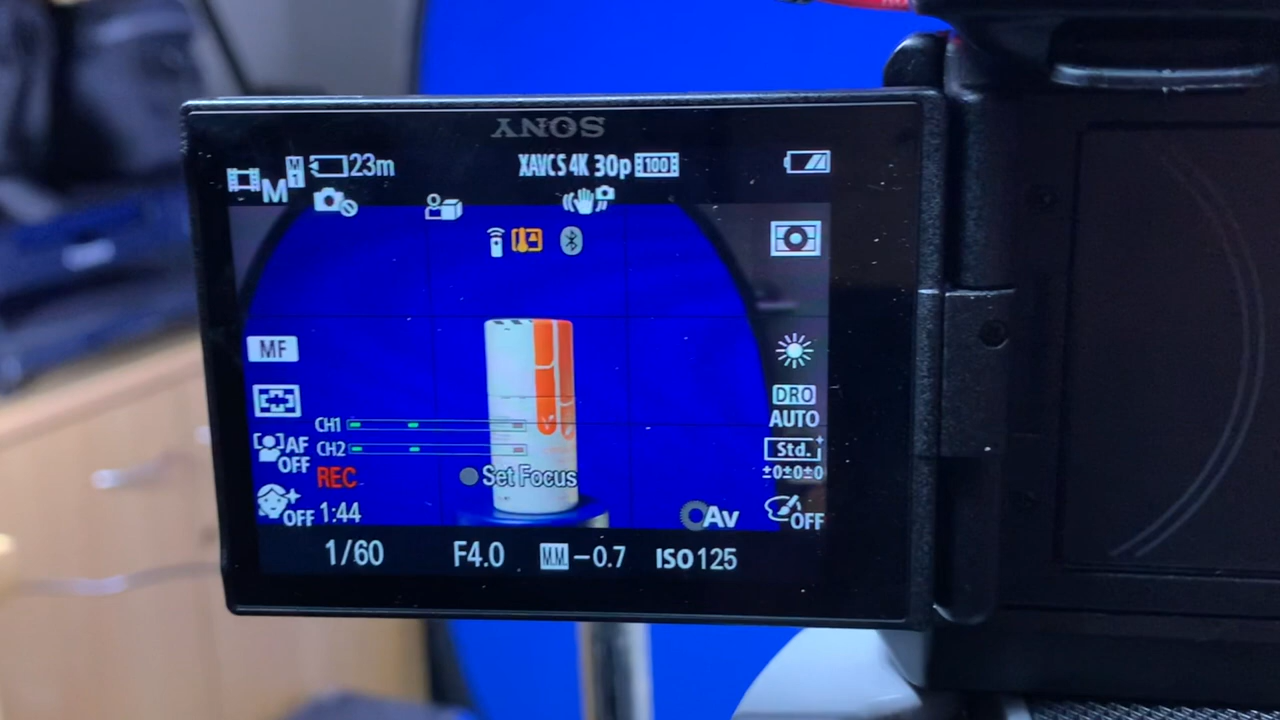 SONY
M
M
1
23m
XAVC S 4K 30p 100
MF
CH1
CH2
AF
OFF
REC
Set Focus
OFF
1:44
DRO
AUTO
Std.
±0±0±0
Av
OFF
1/60 F4.0 M.M. -0.7 ISO 125